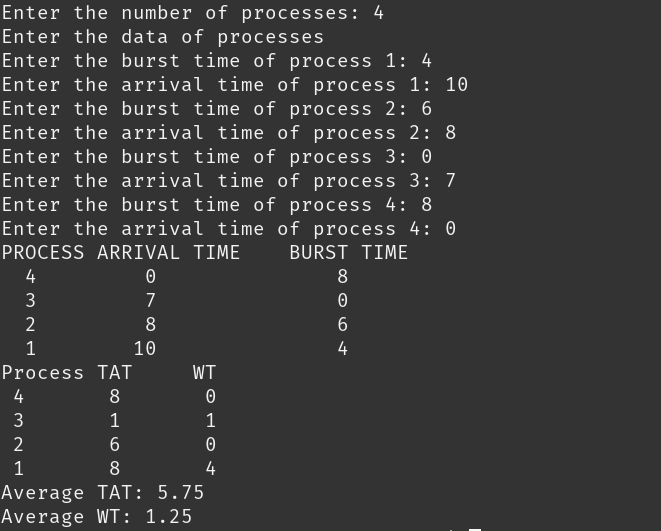 Enter the number of processes: 4
Enter the data of processes
Enter the burst time of process 1: 4
Enter the arrival time of process 1: 10
Enter the burst time of process 2: 6
Enter the arrival time of process 2: 8
Enter the burst time of process 3: 0
Enter the arrival time of process 3: 7
Enter the burst time of process 4: 8
Enter the arrival time of process 4: 0
PROCESS ARRIVAL TIME    BURST TIME
  4         0               8
  3         7               0
  2         8               6
  1        10               4
Process TAT     WT
 4       8       0
 3       1       1
 2       6       0
 1       8       4
Average TAT: 5.75
Average WT: 1.25